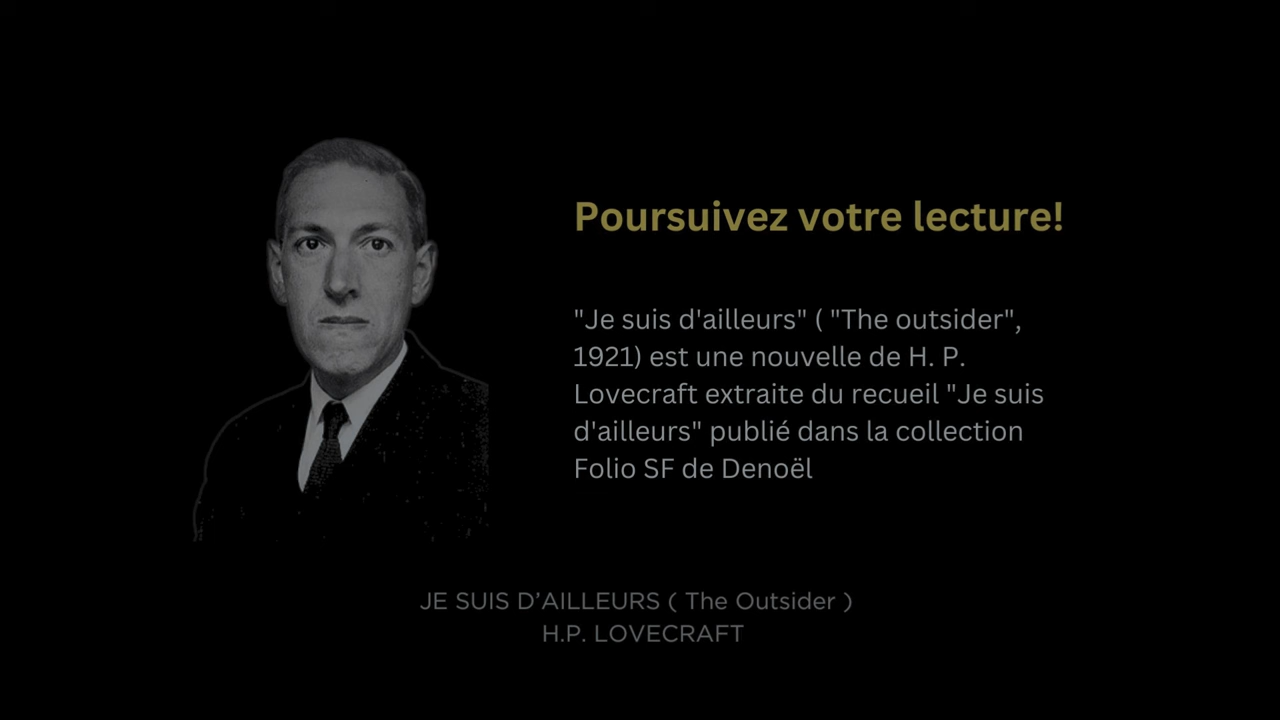 Poursuivez votre lecture!
"Je suis d'ailleurs" ( "The outsider",
1921) est une nouvelle de H. P.
Lovecraft extraite du recueil "Je suis
d'ailleurs" publié dans la collection
Folio SF de Denoël
JE SUIS D’AILLEURS ( The Outsider )
H.P. LOVECRAFT